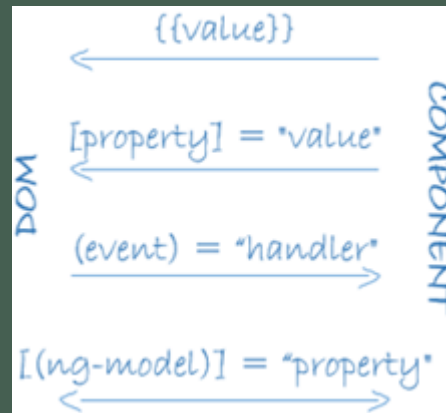 {{value}}
[property] = "value"
DOM
COMPONENT
(event) = "handler"
[(ng-model)] = "property"